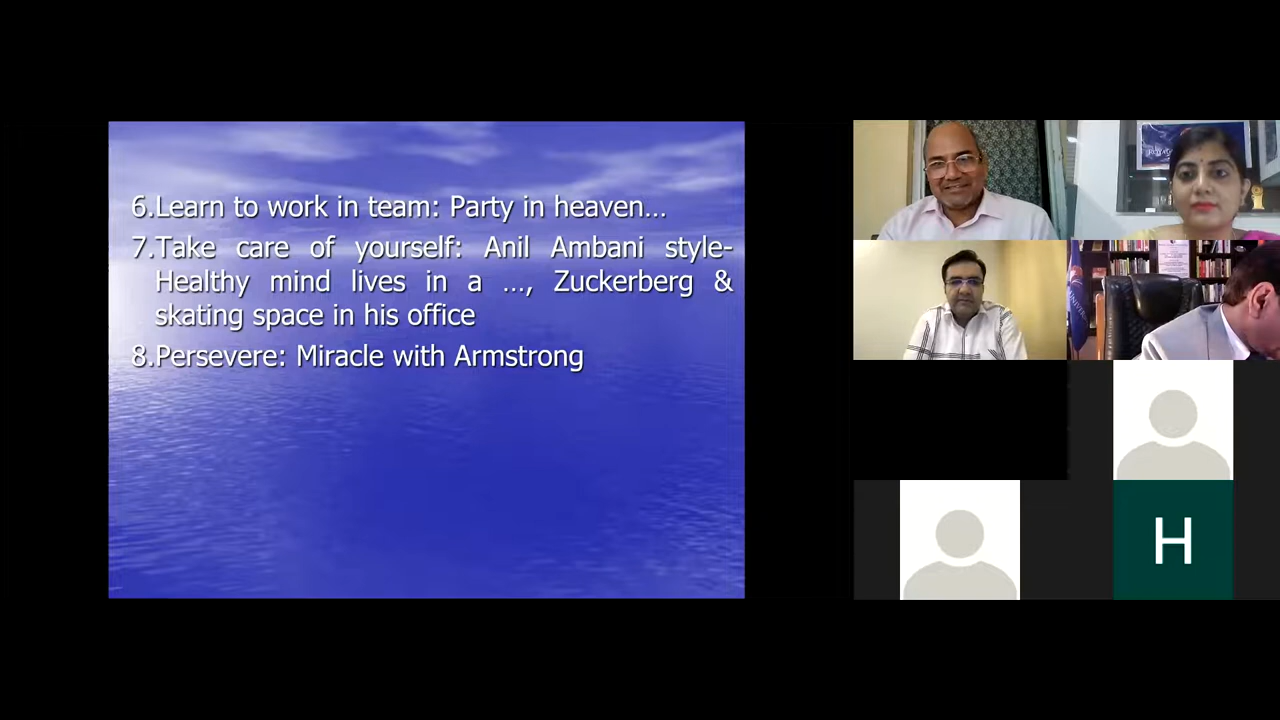 6.Learn to work in team: Party in heaven...
7.Take care of yourself: Anil Ambani style-
Healthy mind lives in a ..., Zuckerberg &
skating space in his office
8.Persevere: Miracle with Armstrong
H